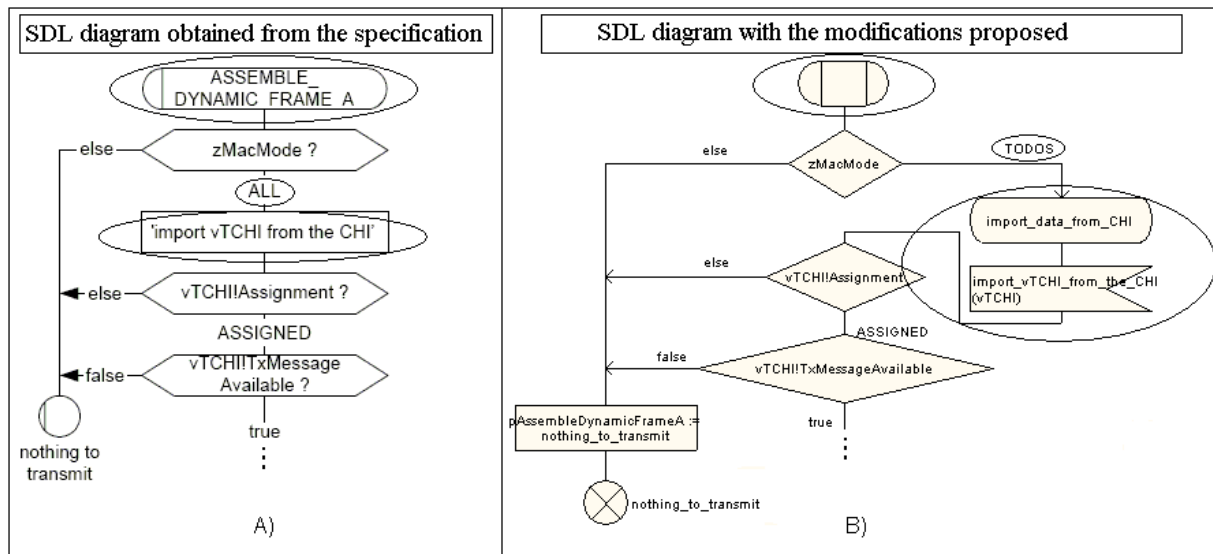 SDL diagram obtained from the specification
ASSEMBLE_
DYNAMIC_FRAME_A
else
zMacMode ?
ALL
'import vTCHI from the CHI'
else
vTCHI!Assignment ?
ASSIGNED
false
vTCHI!TxMessage
Available ?
true
nothing to
transmit
A)
SDL diagram with the modifications proposed
else
zMacMode
TODOS
import_data_from_CHI
import_vTCHI_from_the_CHI
(vTCHI)
else
vTCHI!Assignment
ASSIGNED
false
vTCHI!TxMessageAvailable
true
pAssembleDynamicFrameA :=
nothing_to_transmit
nothing_to_transmit
B)